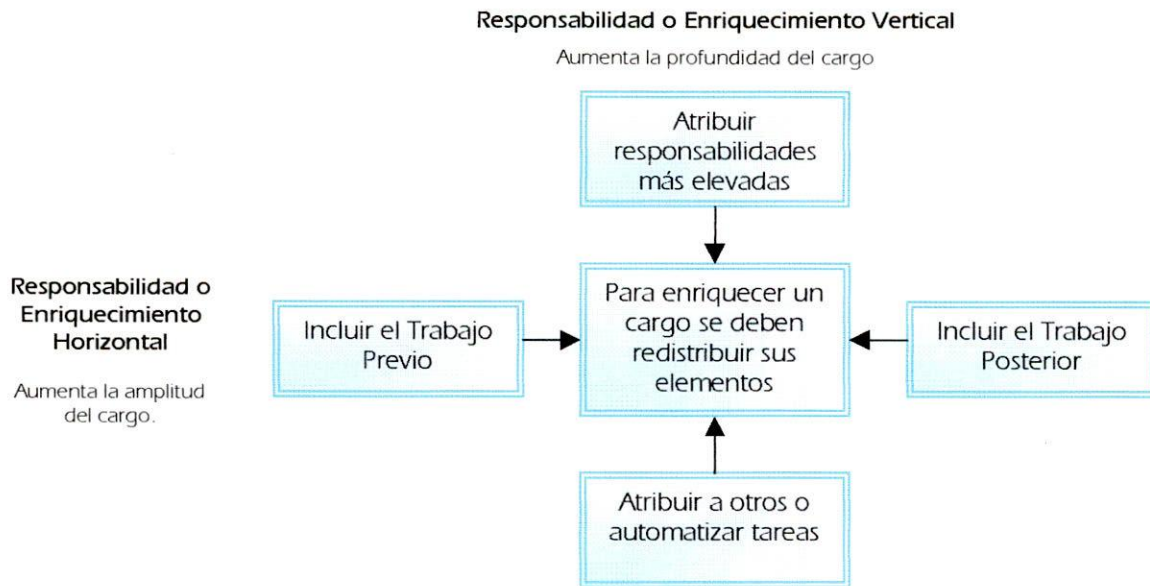 Responsabilidad o Enriquecimiento Vertical
Aumenta la profundidad del cargo
Atribuir
responsabilidades
más elevadas
Responsabilidad o
Enriquecimiento
Horizontal
Aumenta la amplitud
del cargo.
Incluir el Trabajo
Previo
Para enriquecer un
cargo se deben
redistribuir sus
elementos
Incluir el Trabajo
Posterior
Atribuir a otros o
automatizar tareas